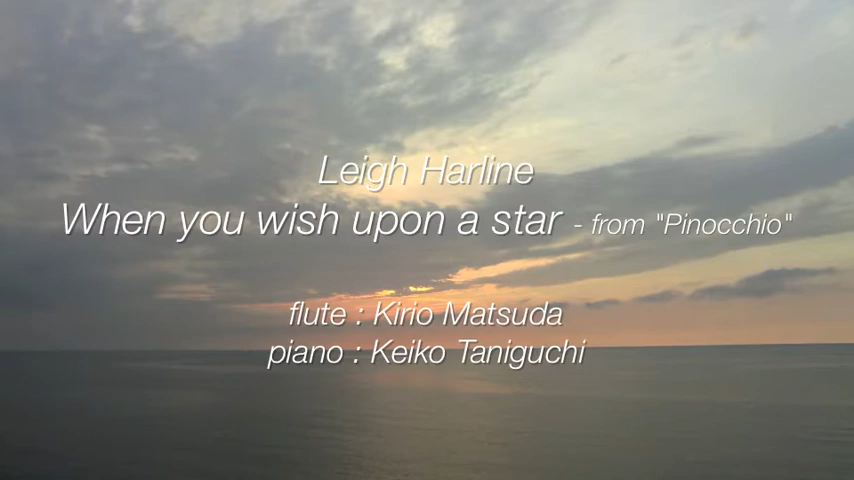 Leigh Harline
When you wish upon a star - from "Pinocchio"
flute : Kirio Matsuda
piano : Keiko Taniguchi